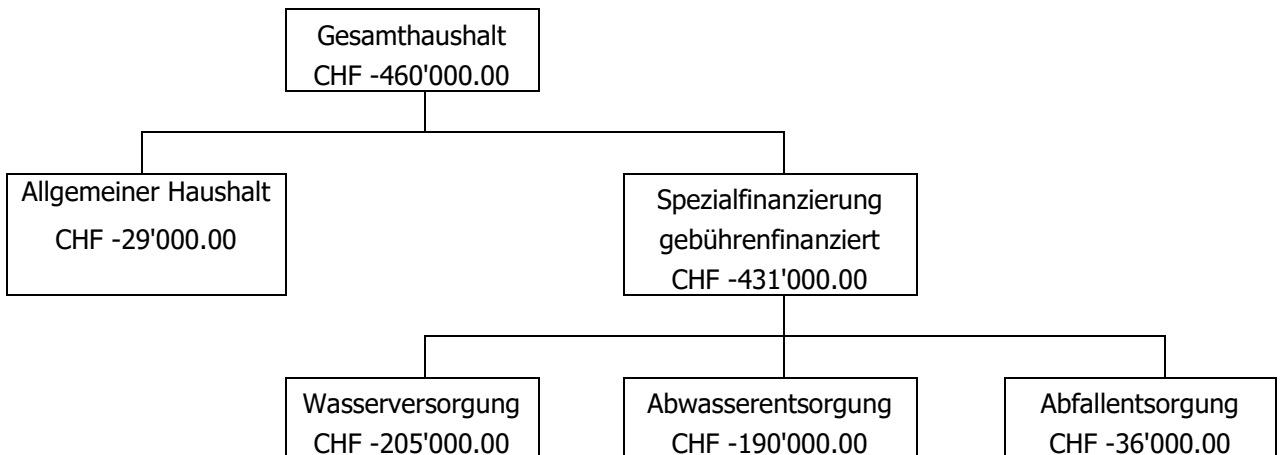 Gesamthaushalt
CHF -460'000.00
Allgemeiner Haushalt
CHF -29'000.00
Spezialfinanzierung
gebührenfinanziert
CHF -431'000.00
Wasserversorgung
CHF -205'000.00
Abwasserentsorgung
CHF -190'000.00
Abfallentsorgung
CHF -36'000.00